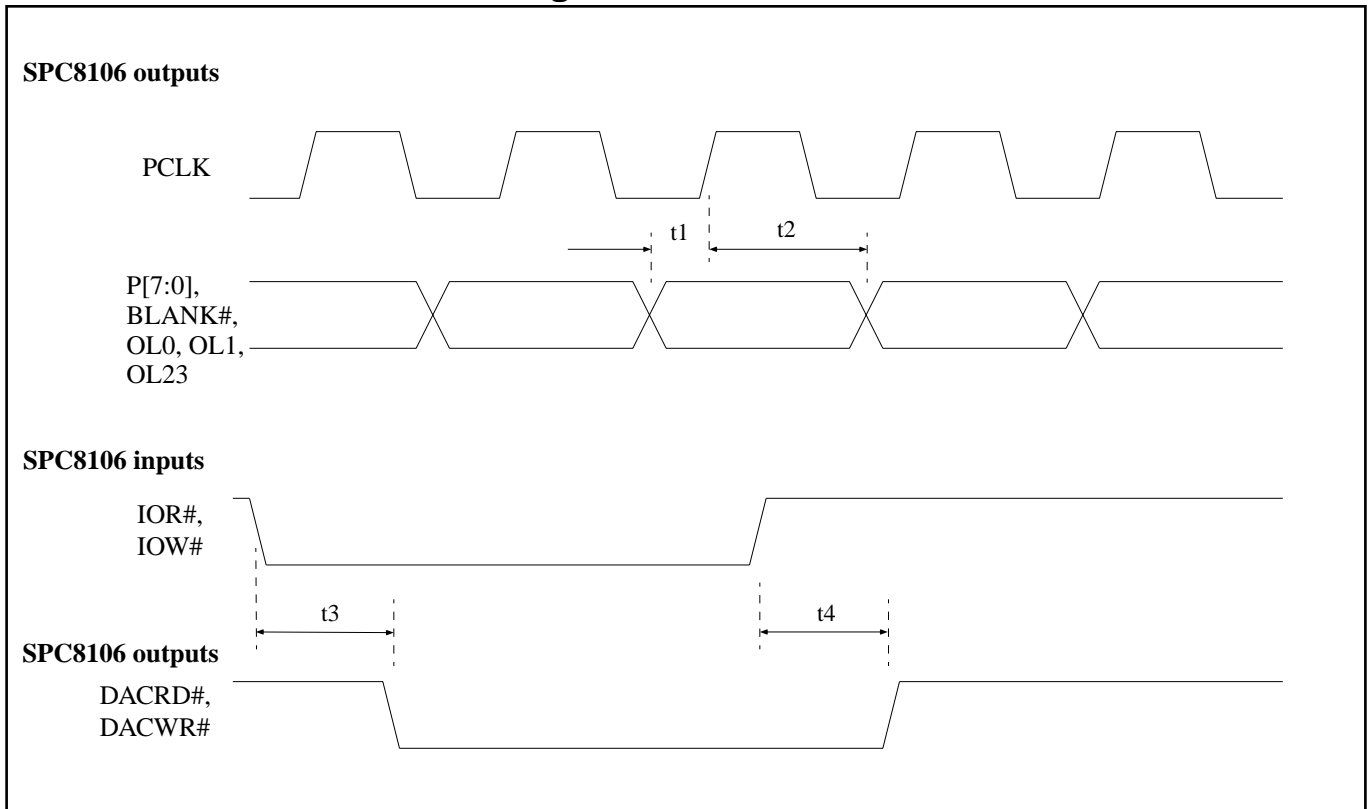 SPC8106 outputs
PCLK
t1
t2
P[7:0],
BLANK#,
OL0, OL1,
OL23
SPC8106 inputs
IOR#,
IOW#
t3
t4
SPC8106 outputs
DACRD#,
DACWR#